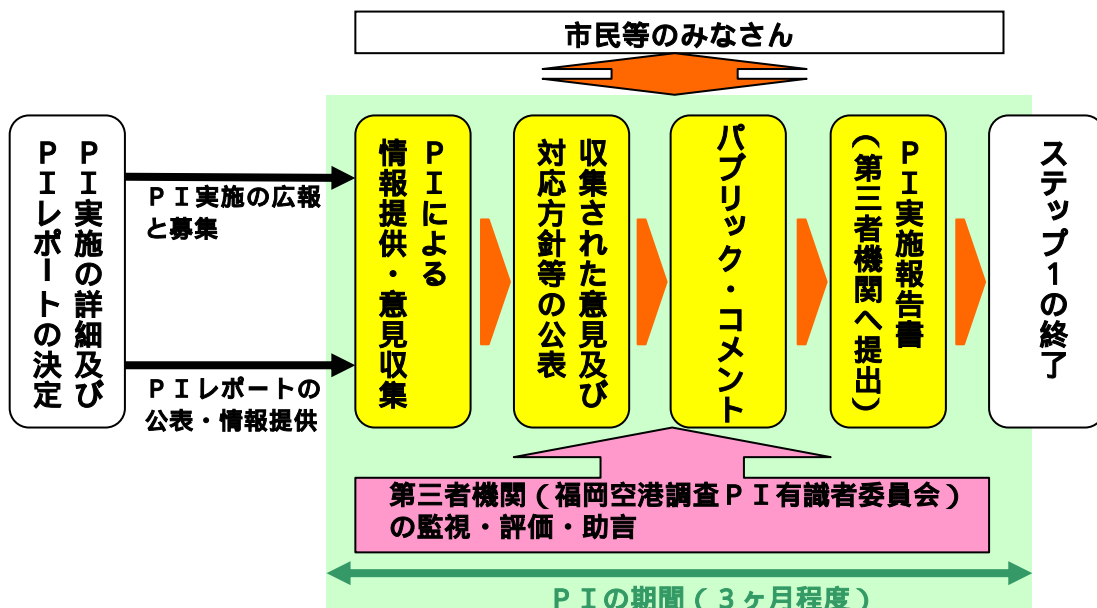 市民等のみなさん
ＰＩ実施の詳細及び
ＰＩレポートの決定
ＰＩ実施の広報
と募集
ＰＩレポートの
公表・情報提供
ＰＩによる
情報提供・意見収集
収集された意見及び
対応方針等の公表
パブリック・コメント
ＰＩ実施報告書
（第三者機関へ提出）
ステップ１の終了
第三者機関（福岡空港調査ＰＩ有識者委員会）
の監視・評価・助言
ＰＩの期間（３ヶ月程度）